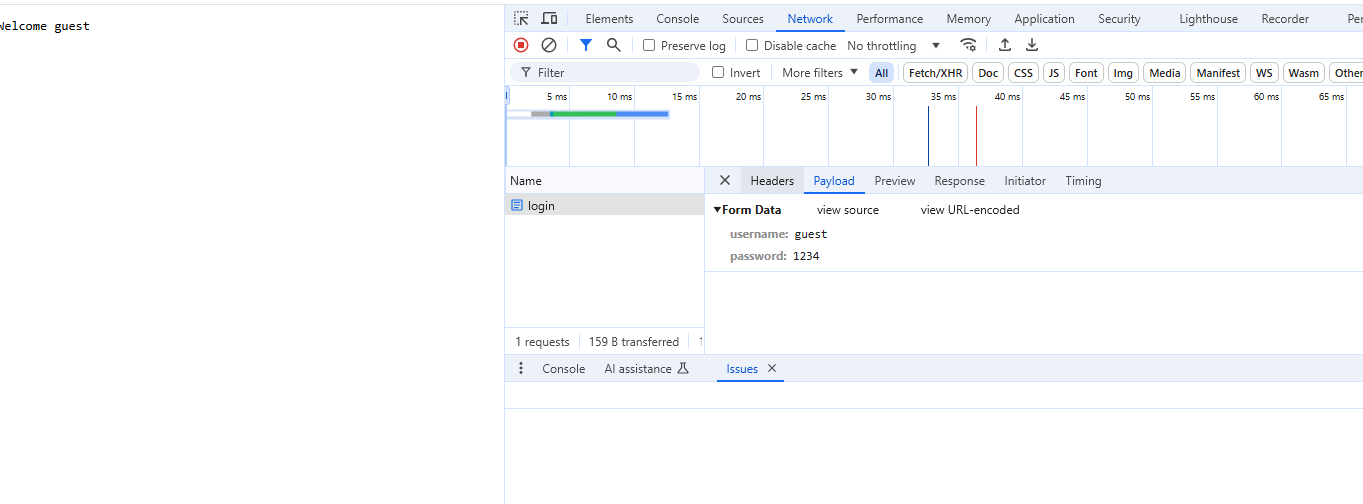 Welcome guest
Elements Console Sources Network Performance Memory Application Security Lighthouse Recorder
Preserve log Disable cache No throttling
Filter Invert More filters All Fetch/XHR Doc CSS JS Font Img Media Manifest WS Wasm Other
5 ms 10 ms 15 ms 20 ms 25 ms 30 ms 35 ms 40 ms 45 ms 50 ms 55 ms 60 ms 65 ms
Name
login
Headers Payload Preview Response Initiator Timing
Form Data view source view URL-encoded
username: guest
password: 1234
1 requests 159 B transferred
Console AI assistance Issues